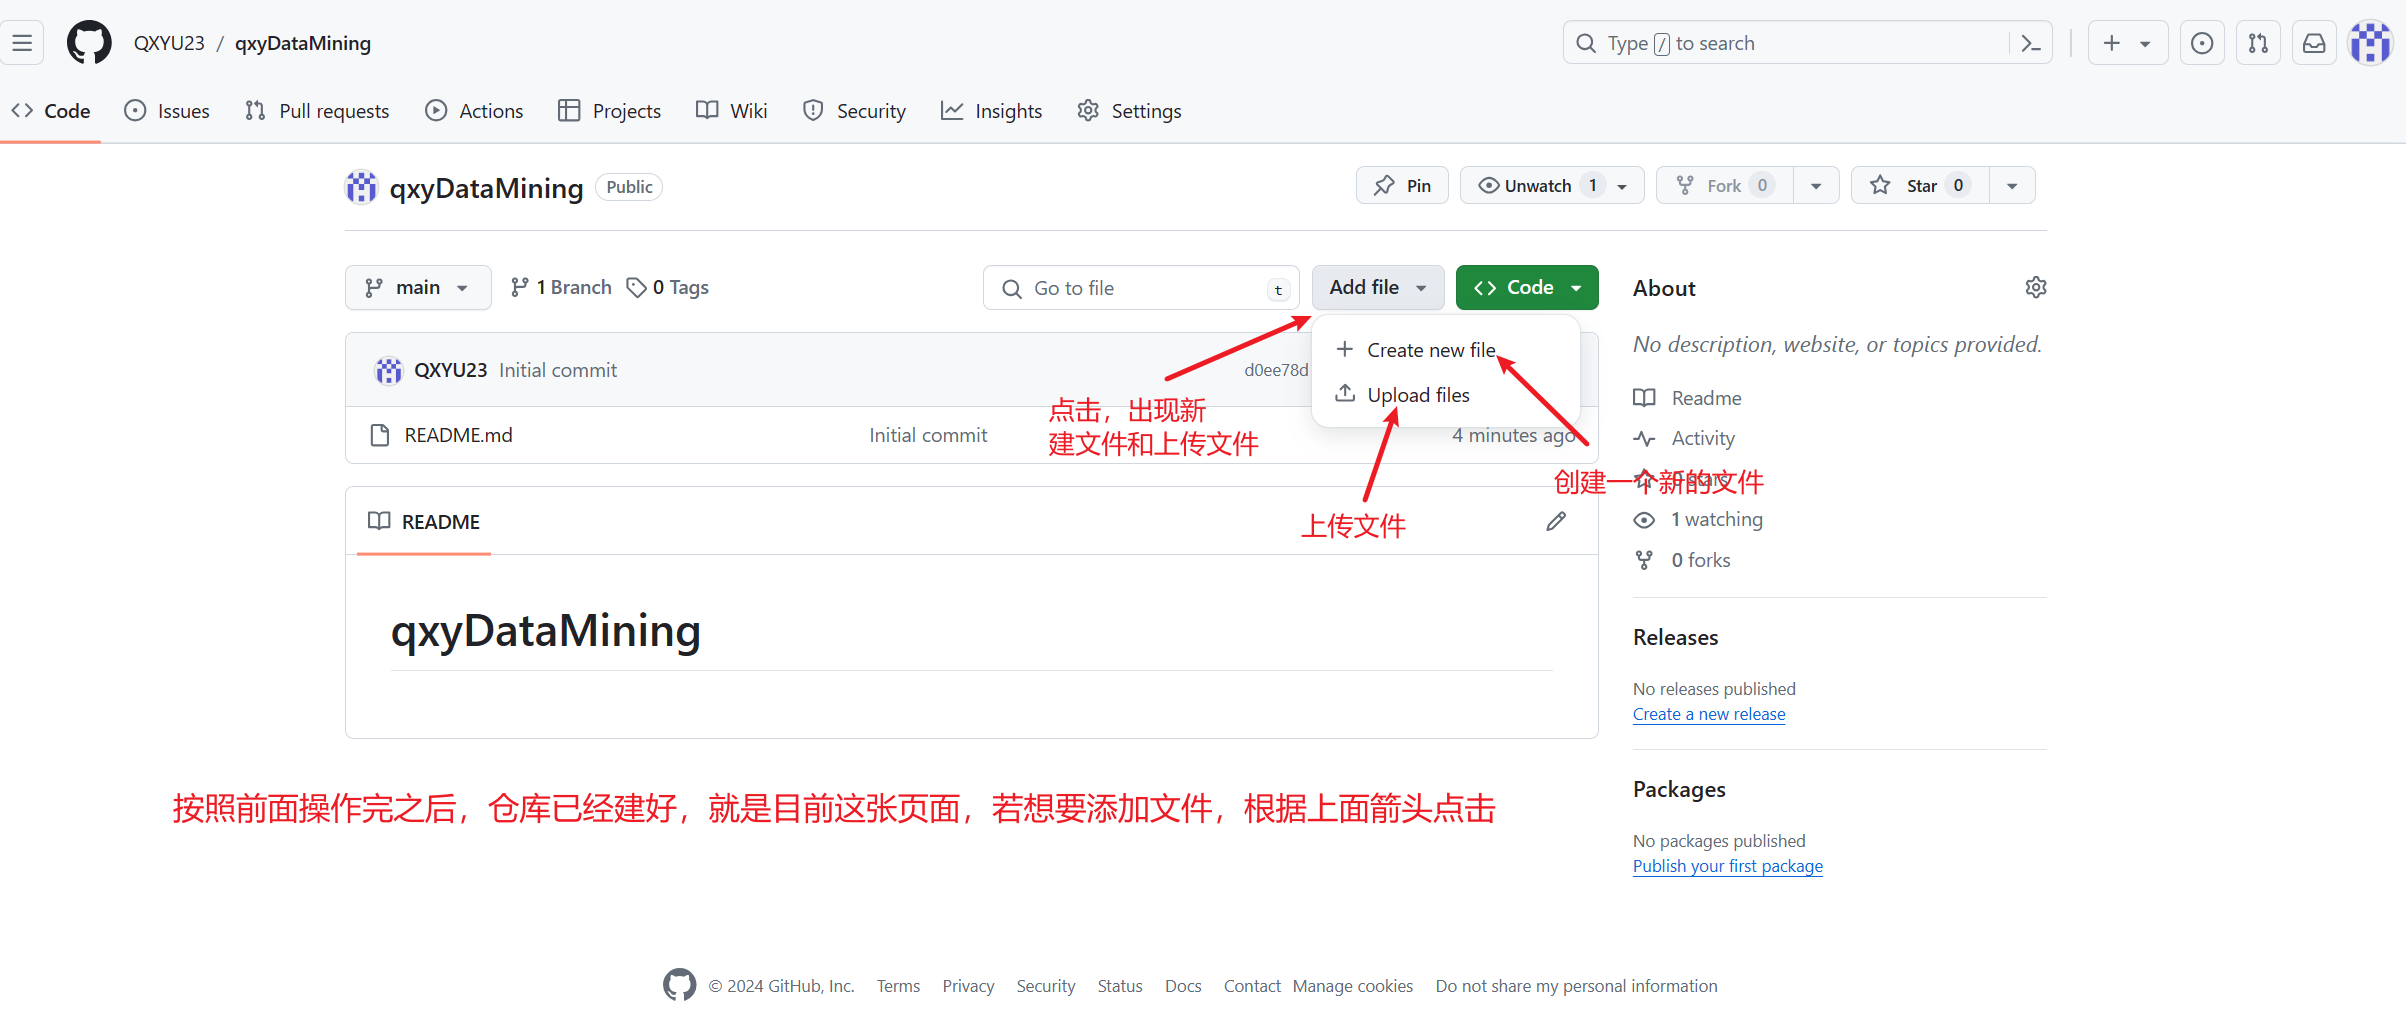 QXYU23 / qxyDataMining
Type / to search
Code Issues Pull requests Actions Projects Wiki Security Insights Settings
qxyDataMining Public
Pin Unwatch 1 Fork 0 Star 0
main 1 Branch 0 Tags
Go to file t
Add file
Code
Create new file
Upload files
QXYU23 Initial commit d0ee78d
README.md Initial commit 4 minutes ago
点击，出现新
建文件和上传文件
创建一个新的文件
上传文件
README
qxyDataMining
按照前面操作完之后，仓库已经建好，就是目前这张页面，若想要添加文件，根据上面箭头点击
About
No description, website, or topics provided.
Readme
Activity
0 stars
1 watching
0 forks
Releases
No releases published
Create a new release
Packages
No packages published
Publish your first package
© 2024 GitHub, Inc. Terms Privacy Security Status Docs Contact Manage cookies Do not share my personal information